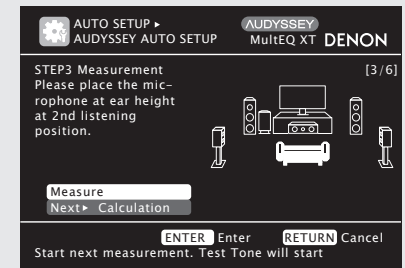 AUTO SETUP ▸
AUDYSSEY AUTO SETUP
AUDYSSEY
MultEQ XT DENON
STEP3 Measurement
[3/6]
Please place the mic-
rophone at ear height
at 2nd listening
position.
Measure
Next▸ Calculation
ENTER Enter RETURN Cancel
Start next measurement. Test Tone will start